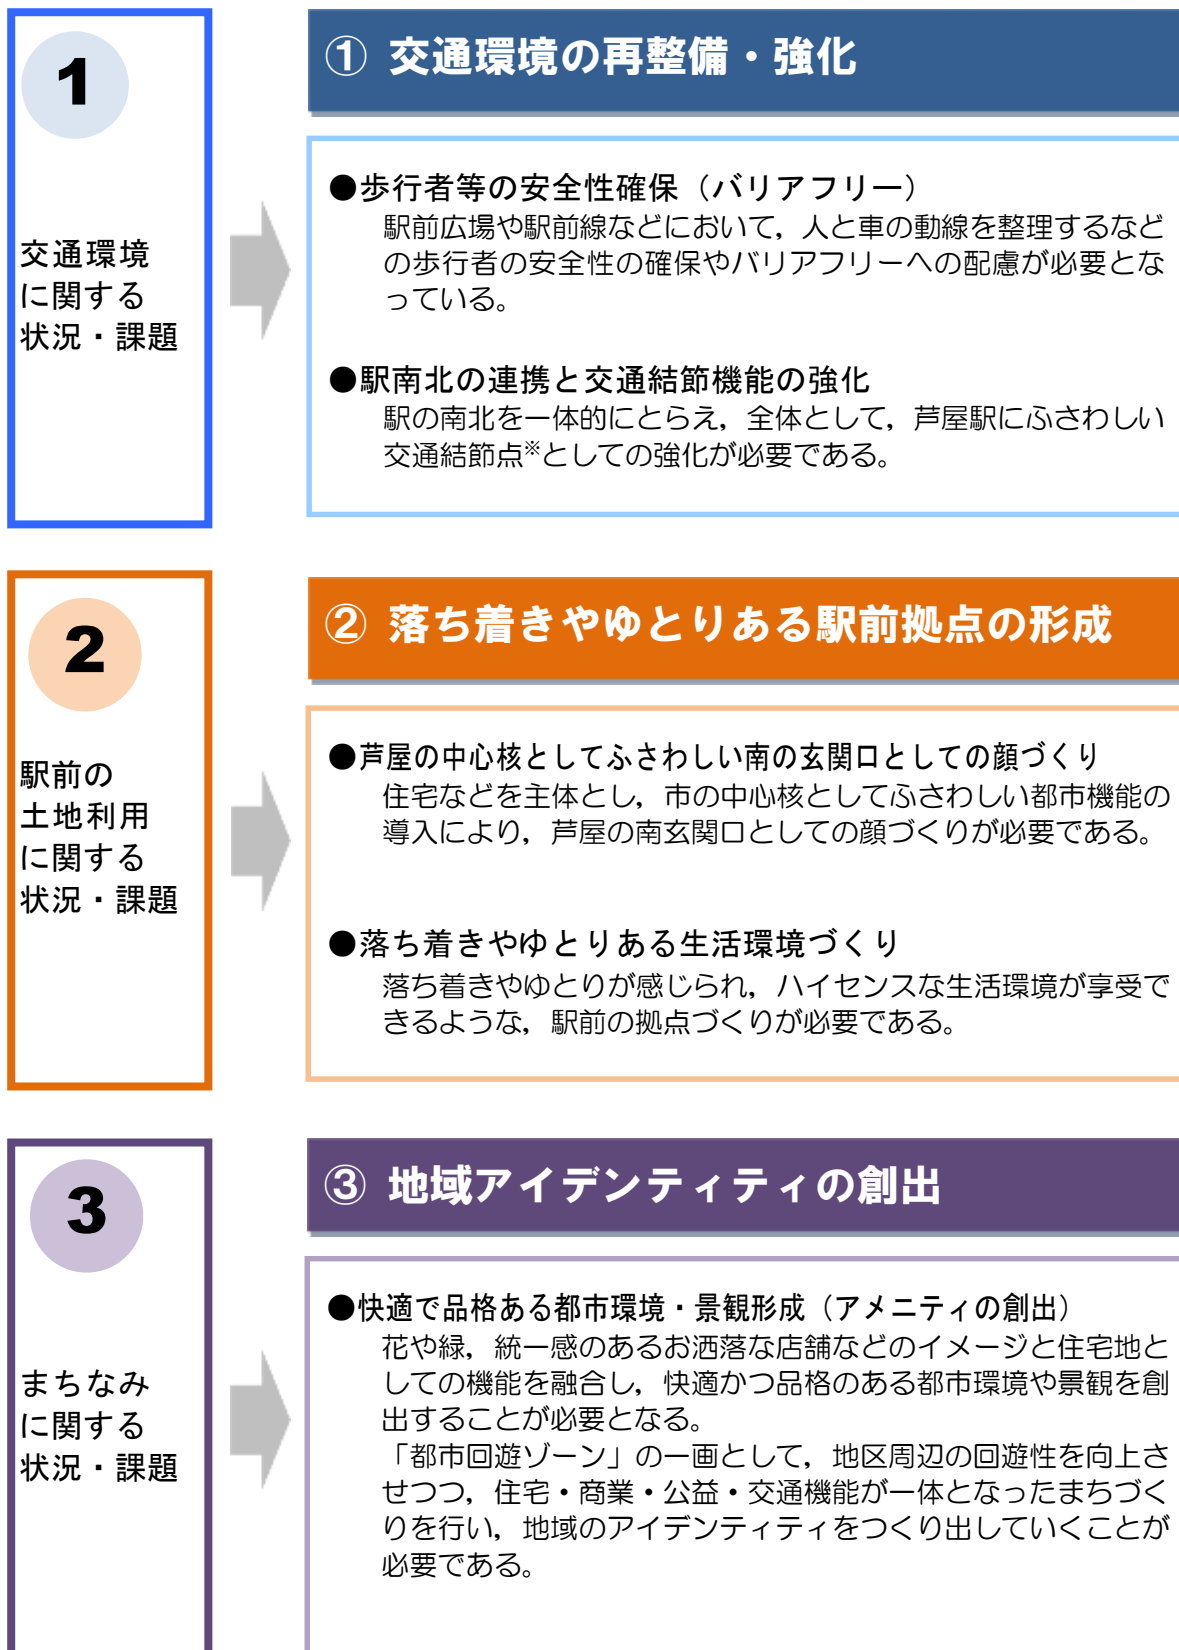 1
交通環境
に関する
状況・課題
① 交通環境の再整備・強化
●歩行者等の安全性確保（バリアフリー）
駅前広場や駅前線などにおいて，人と車の動線を整理するなど
の歩行者の安全性の確保やバリアフリーへの配慮が必要とな
っている。
●駅南北の連携と交通結節機能の強化
駅の南北を一体的にとらえ，全体として，芦屋駅にふさわしい
交通結節点※としての強化が必要である。
2
駅前の
土地利用
に関する
状況・課題
② 落ち着きやゆとりある駅前拠点の形成
●芦屋の中心核としてふさわしい南の玄関口としての顔づくり
住宅などを主体とし，市の中心核としてふさわしい都市機能の
導入により，芦屋の南玄関口としての顔づくりが必要である。
●落ち着きやゆとりある生活環境づくり
落ち着きやゆとりが感じられ，ハイセンスな生活環境が享受で
きるような，駅前の拠点づくりが必要である。
3
まちなみ
に関する
状況・課題
③ 地域アイデンティティの創出
●快適で品格ある都市環境・景観形成（アメニティの創出）
花や緑，統一感のあるお洒落な店舗などのイメージと住宅地と
しての機能を融合し，快適かつ品格のある都市環境や景観を創
出することが必要となる。
「都市回遊ゾーン」の一画として，地区周辺の回遊性を向上さ
せつつ，住宅・商業・公益・交通機能が一体となったまちづく
りを行い，地域のアイデンティティをつくり出していくことが
必要である。